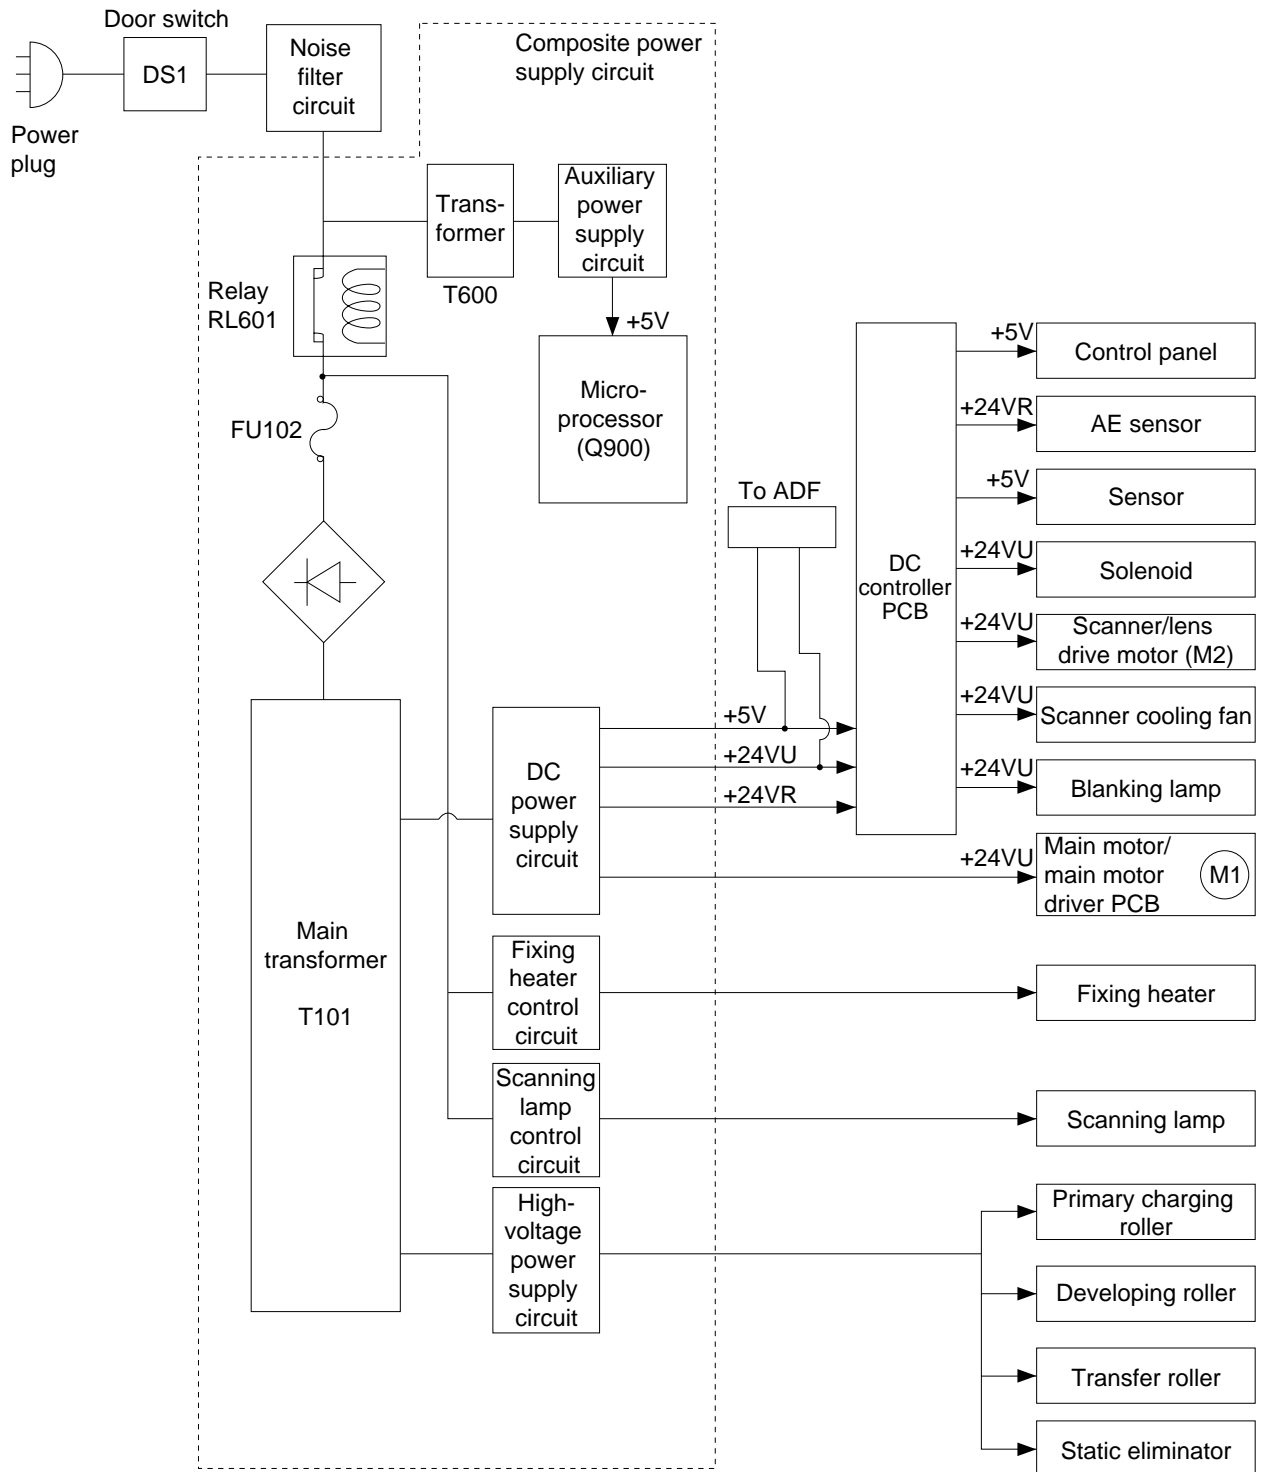 Door switch
DS1
Power
plug
Noise
filter
circuit
Composite power
supply circuit
Trans-
former
T600
Auxiliary
power
supply
circuit
+5V
Micro-
processor
(Q900)
Relay
RL601
FU102
Main
transformer
T101
DC
power
supply
circuit
Fixing
heater
control
circuit
Scanning
lamp
control
circuit
High-
voltage
power
supply
circuit
To ADF
+5V
+24VU
+24VR
DC
controller
PCB
+5V
Control panel
+24VR
AE sensor
+5V
Sensor
+24VU
Solenoid
+24VU
Scanner/lens
drive motor (M2)
+24VU
Scanner cooling fan
+24VU
Blanking lamp
+24VU
Main motor/
main motor
driver PCB
M1
Fixing heater
Scanning lamp
Primary charging
roller
Developing roller
Transfer roller
Static eliminator